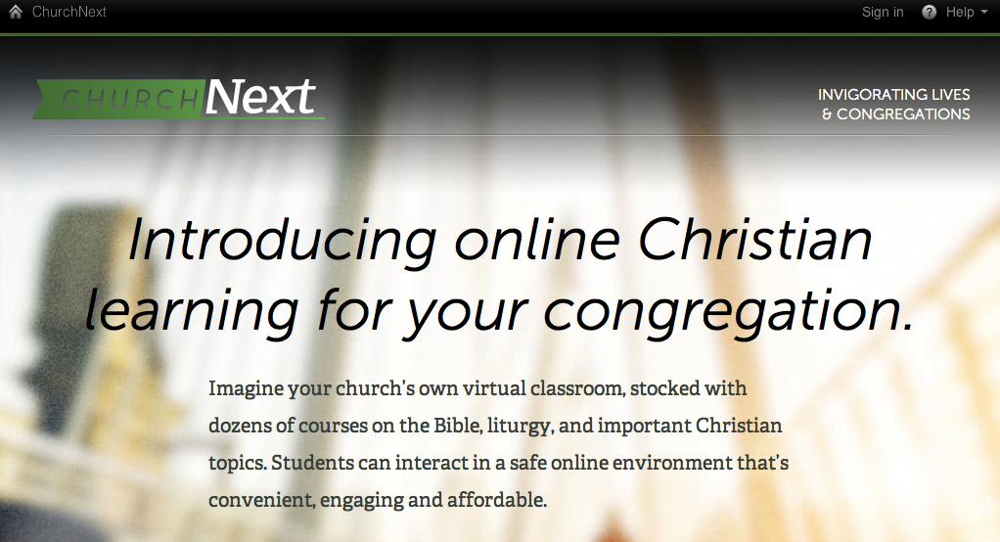 ChurchNext
Sign in
Help
CHURCHNext
INVIGORATING LIVES
& CONGREGATIONS
Introducing online Christian
learning for your congregation.
Imagine your church’s own virtual classroom, stocked with
dozens of courses on the Bible, liturgy, and important Christian
topics. Students can interact in a safe online environment that’s
convenient, engaging and affordable.